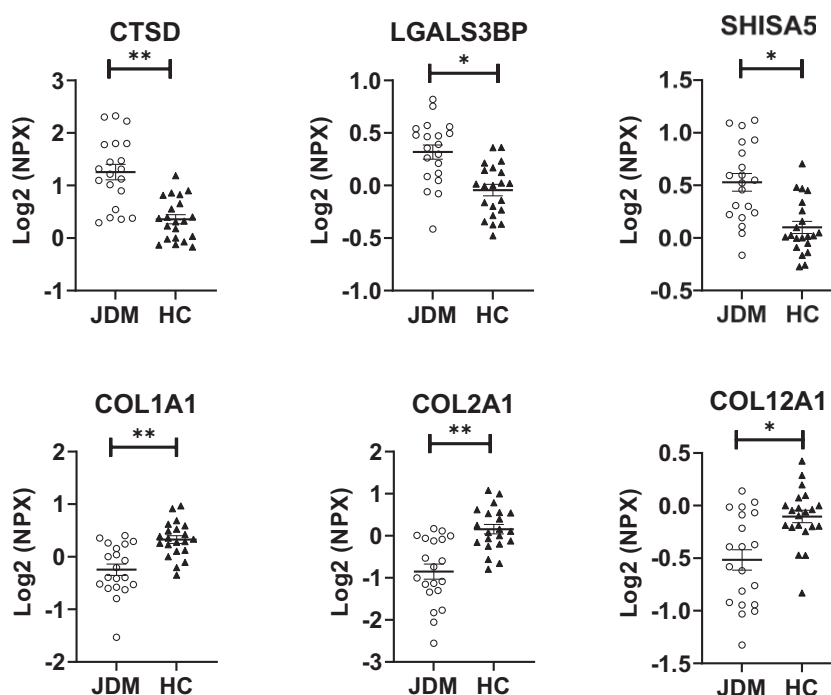 CTSD
**
Log2 (NPX)
3
2
1
0
-1
JDM HC
LGALS3BP
*
Log2 (NPX)
1.0
0.5
0.0
-0.5
-1.0
JDM HC
SHISA5
*
Log2 (NPX)
1.5
1.0
0.5
0.0
-0.5
JDM HC
COL1A1
**
Log2 (NPX)
2
1
0
-1
-2
JDM HC
COL2A1
**
Log2 (NPX)
2
1
0
-1
-2
-3
JDM HC
COL12A1
*
Log2 (NPX)
0.5
-0.0
-0.5
-1.0
-1.5
JDM HC